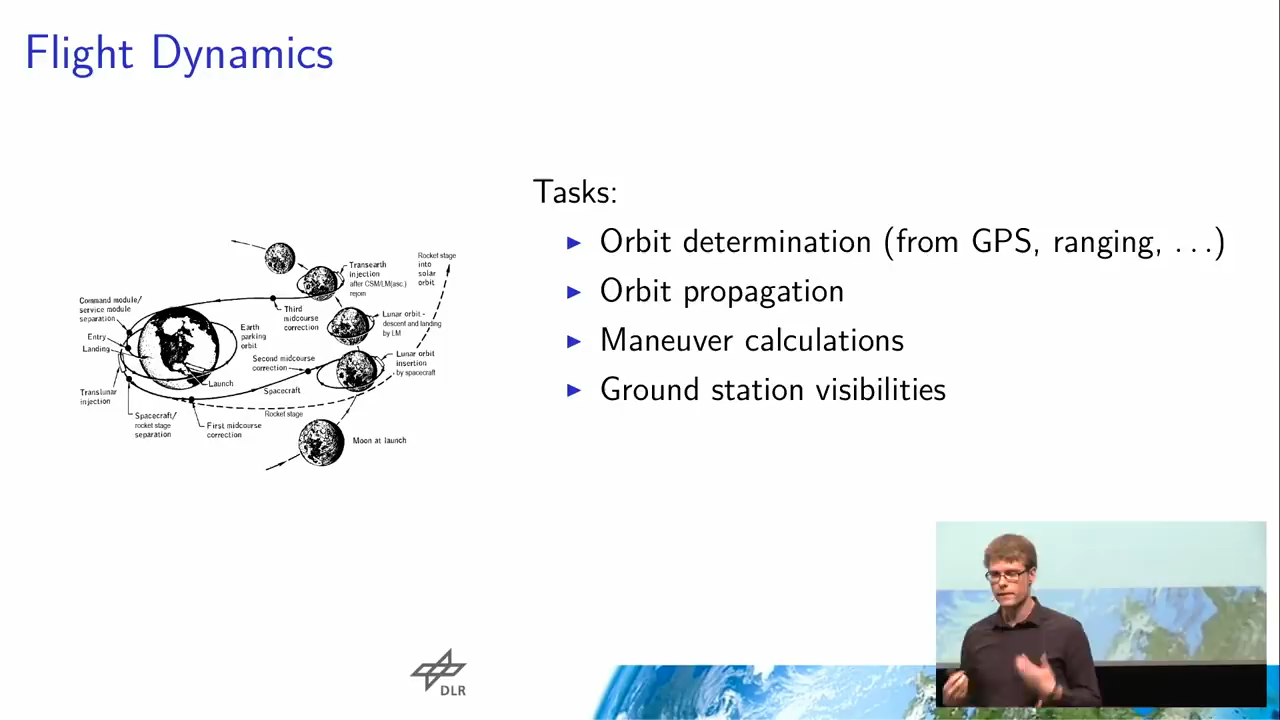 Flight Dynamics
Tasks:
Orbit determination (from GPS, ranging, ...)
Orbit propagation
Maneuver calculations
Ground station visibilities
Rocket stage
into
solar
orbit
Transearth
injection
after CSM/LM(asc.)
rejoin
Command module/
service module
separation
Third
midcourse
correction
Lunar orbit -
descent and landing
by LM
Entry
Landing
Earth
parking
orbit
Second midcourse
correction
Lunar orbit
insertion
by spacecraft
Launch
Translunar
injection
Spacecraft
Rocket stage
Spacecraft/
rocket stage
separation
First midcourse
correction
Moon at launch
DLR